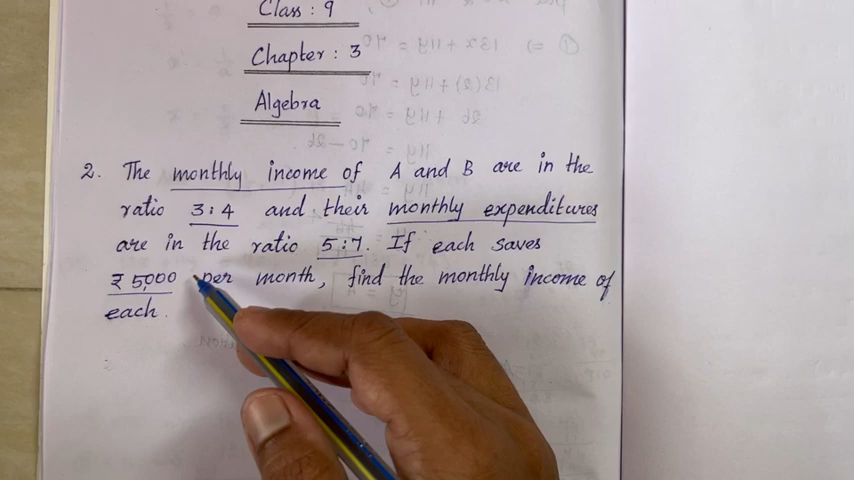 Class : 9
Chapter : 3
Algebra
2. The monthly income of A and B are in the
ratio 3:4 and their monthly expenditures
are in the ratio 5:7. If each saves
₹ 5,000 per month, find the monthly income of
each.